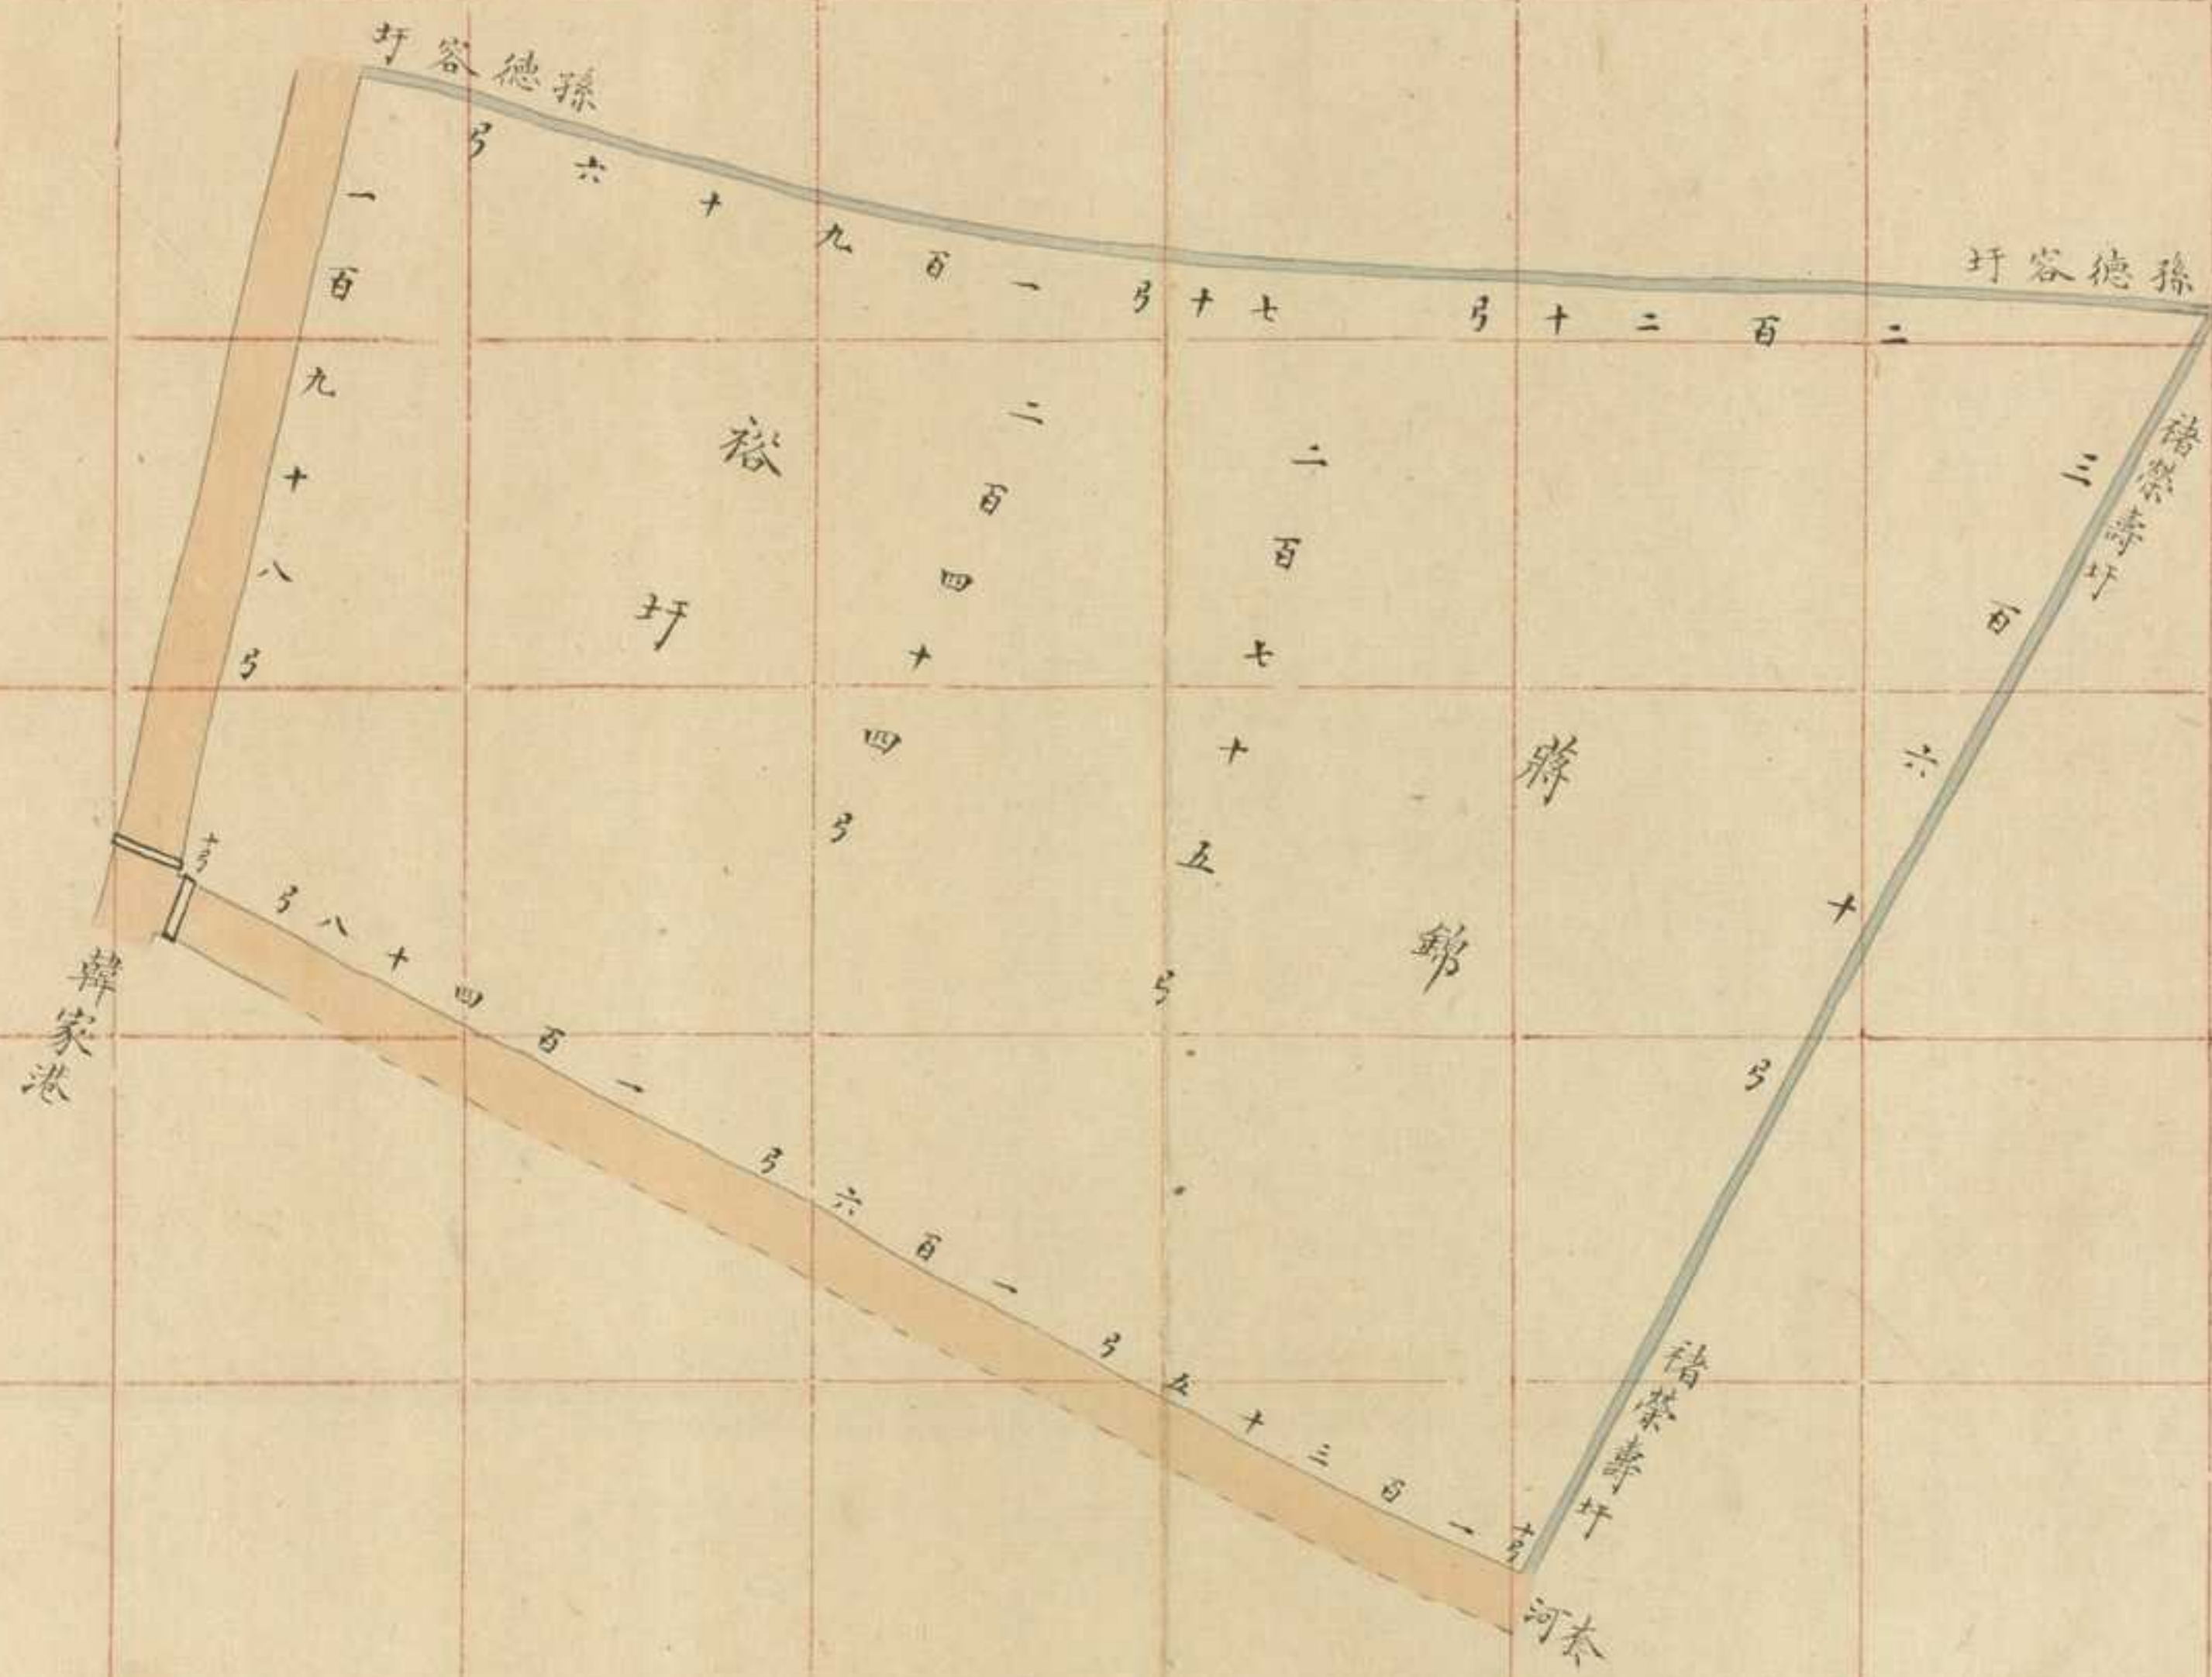 孫德容圩
孫德容圩
二百二十弓
七十弓
一百九十六弓
褚榮壽圩
三百六十弓
褚榮壽圩
蔣錦裕圩
二百七十五弓
二百四十四弓
一百九十八弓
十弓
一百四十八弓
一百六弓
一百三十五弓
十弓
韓家港
河